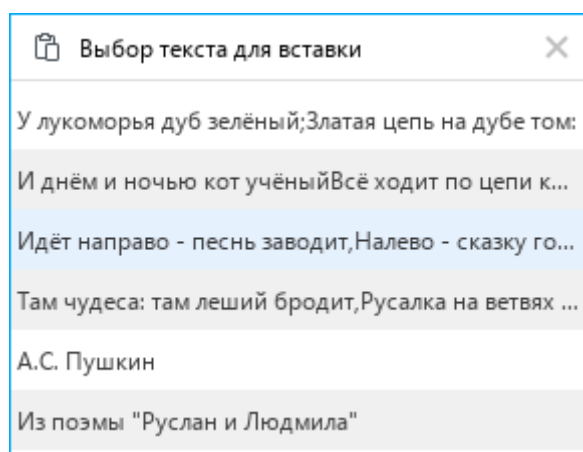 Выбор текста для вставки
У лукоморья дуб зелёный;Златая цепь на дубе том:
И днём и ночью кот учёныйВсё ходит по цепи к...
Идёт направо - песнь заводит,Налево - сказку го...
Там чудеса: там леший бродит,Русалка на ветвях ...
А.С. Пушкин
Из поэмы "Руслан и Людмила"